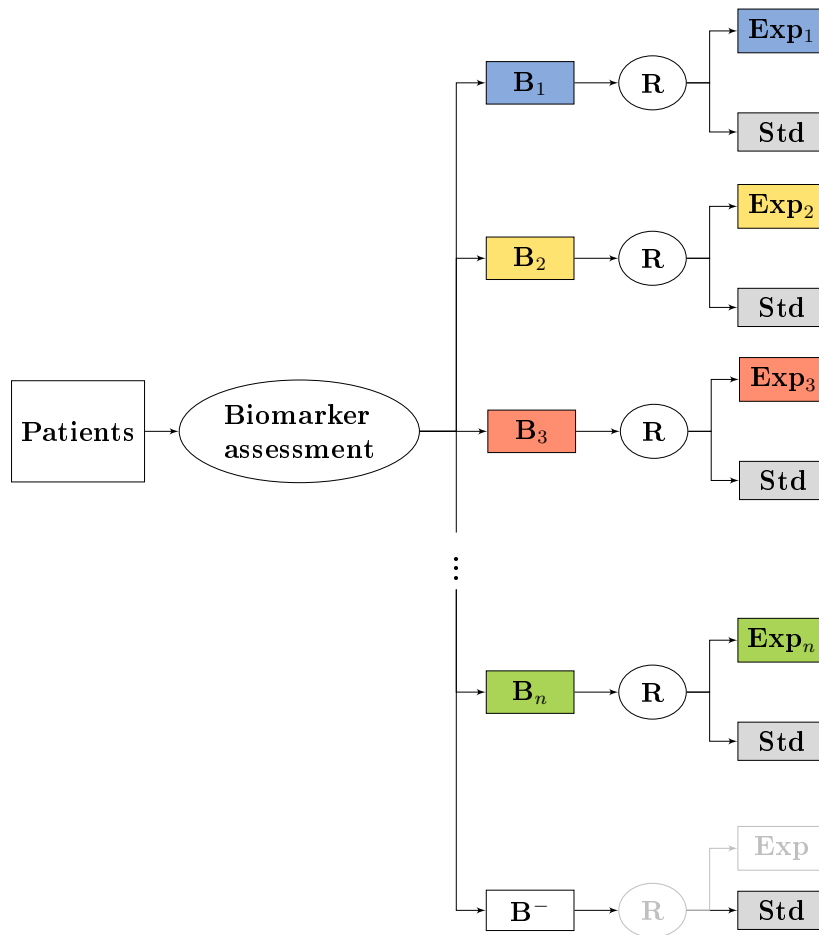 Exp₁
B₁
R
Std
Exp₂
B₂
R
Std
Exp₃
Patients
Biomarker
assessment
B₃
R
Std
⋮
Expₙ
Bₙ
R
Std
Exp
B⁻
R
Std